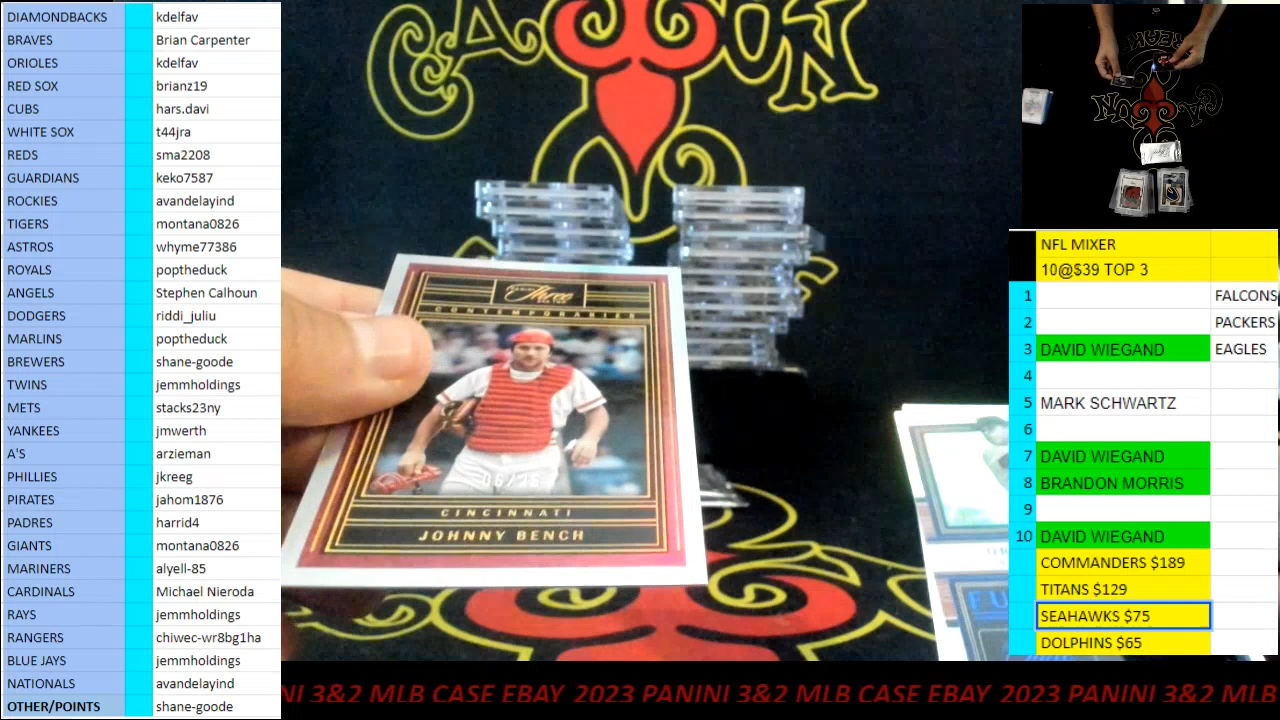 DIAMONDBACKS kdelfav
BRAVES Brian Carpenter
ORIOLES kdelfav
RED SOX brianz19
CUBS hars.davi
WHITE SOX t44jra
REDS sma2208
GUARDIANS keko7587
ROCKIES avandelayind
TIGERS montana0826
ASTROS whyme77386
ROYALS poptheduck
ANGELS Stephen Calhoun
DODGERS riddi_juliu
MARLINS poptheduck
BREWERS shane-goode
TWINS jemmholdings
METS stacks23ny
YANKEES jmwerth
A'S arzieman
PHILLIES jkreeg
PIRATES jahom1876
PADRES harrid4
GIANTS montana0826
MARINERS alyell-85
CARDINALS Michael Nieroda
RAYS jemmholdings
RANGERS chiwec-wr8bg1ha
BLUE JAYS jemmholdings
NATIONALS avandelayind
OTHER/POINTS shane-goode
CONTEMPORARIES
CINCINNATI
JOHNNY BENCH
NFL MIXER
10@$39 TOP 3
1 FALCONS
2 PACKERS
3 DAVID WIEGAND EAGLES
4
5 MARK SCHWARTZ
6
7 DAVID WIEGAND
8 BRANDON MORRIS
9
10 DAVID WIEGAND
COMMANDERS $189
TITANS $129
SEAHAWKS $75
DOLPHINS $65
NI 3&2 MLB CASE EBAY 2023 PANINI 3&2 MLB CASE EBAY 2023 PANINI 3&2 MLB